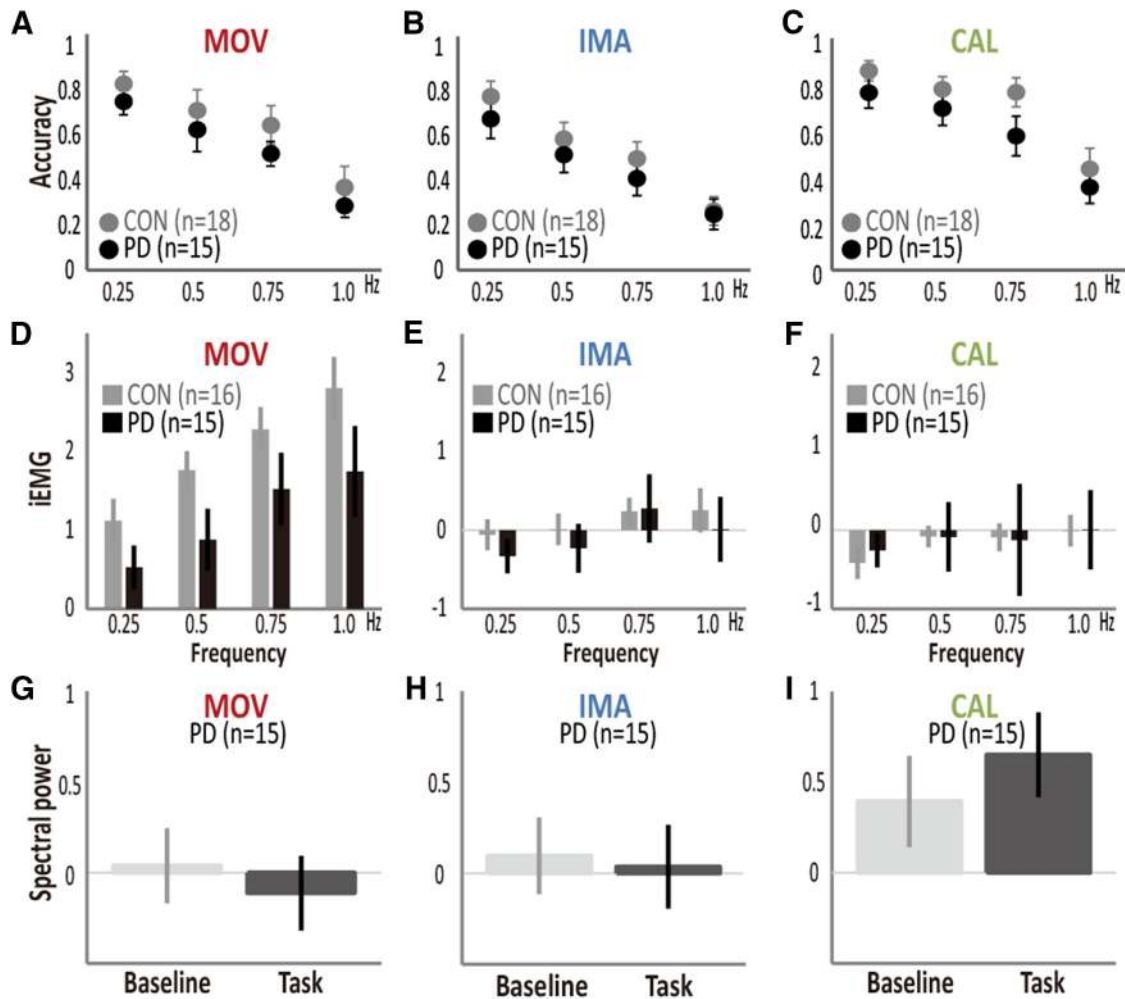 A
MOV
Accuracy
1
0.8
0.6
0.4
0.2
0
CON (n=18)
PD (n=15)
0.25 0.5 0.75 1.0 Hz
B
IMA
1
0.8
0.6
0.4
0.2
0
CON (n=18)
PD (n=15)
0.25 0.5 0.75 1.0 Hz
C
CAL
1
0.8
0.6
0.4
0.2
0
CON (n=18)
PD (n=15)
0.25 0.5 0.75 1.0 Hz
D
MOV
iEMG
3
2
1
0
CON (n=16)
PD (n=15)
0.25 0.5 0.75 1.0 Hz
Frequency
E
IMA
2
1
0
-1
CON (n=16)
PD (n=15)
0.25 0.5 0.75 1.0 Hz
Frequency
F
CAL
2
1
0
-1
CON (n=16)
PD (n=15)
0.25 0.5 0.75 1.0 Hz
Frequency
G
MOV
PD (n=15)
Spectral power
1
0.5
0
Baseline Task
H
IMA
PD (n=15)
1
0.5
0
Baseline Task
I
CAL
PD (n=15)
1
0.5
0
Baseline Task